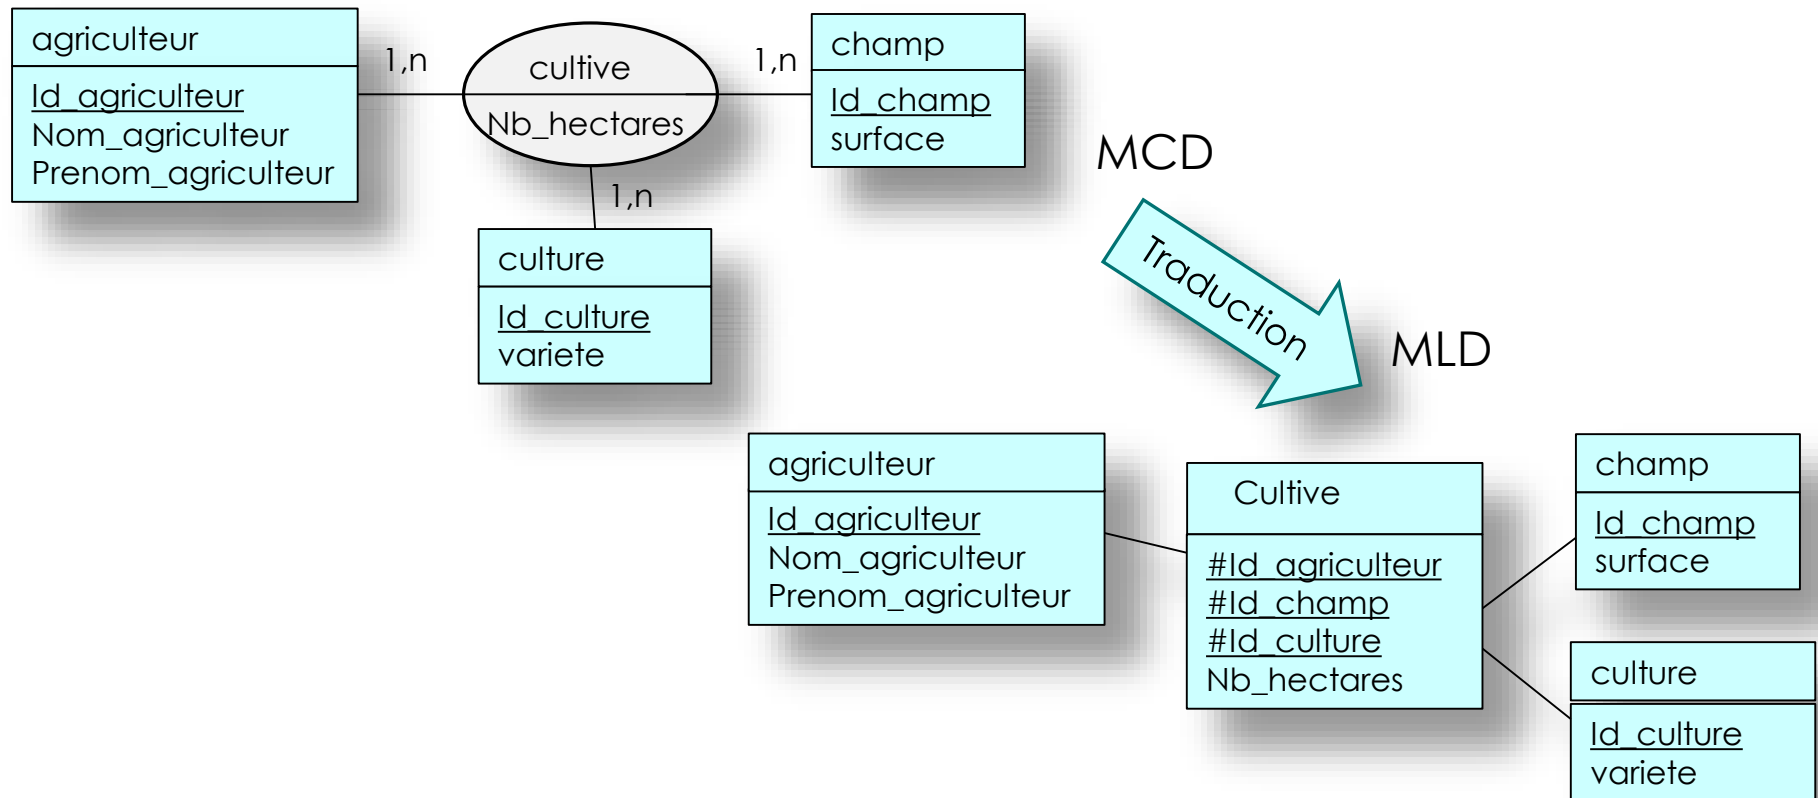 agriculteur
Id_agriculteur
Nom_agriculteur
Prenom_agriculteur
1,n
cultive
Nb_hectares
1,n
champ
Id_champ
surface
1,n
culture
Id_culture
variete
MCD
Traduction
MLD
agriculteur
Id_agriculteur
Nom_agriculteur
Prenom_agriculteur
Cultive
#Id_agriculteur
#Id_champ
#Id_culture
Nb_hectares
champ
Id_champ
surface
culture
Id_culture
variete